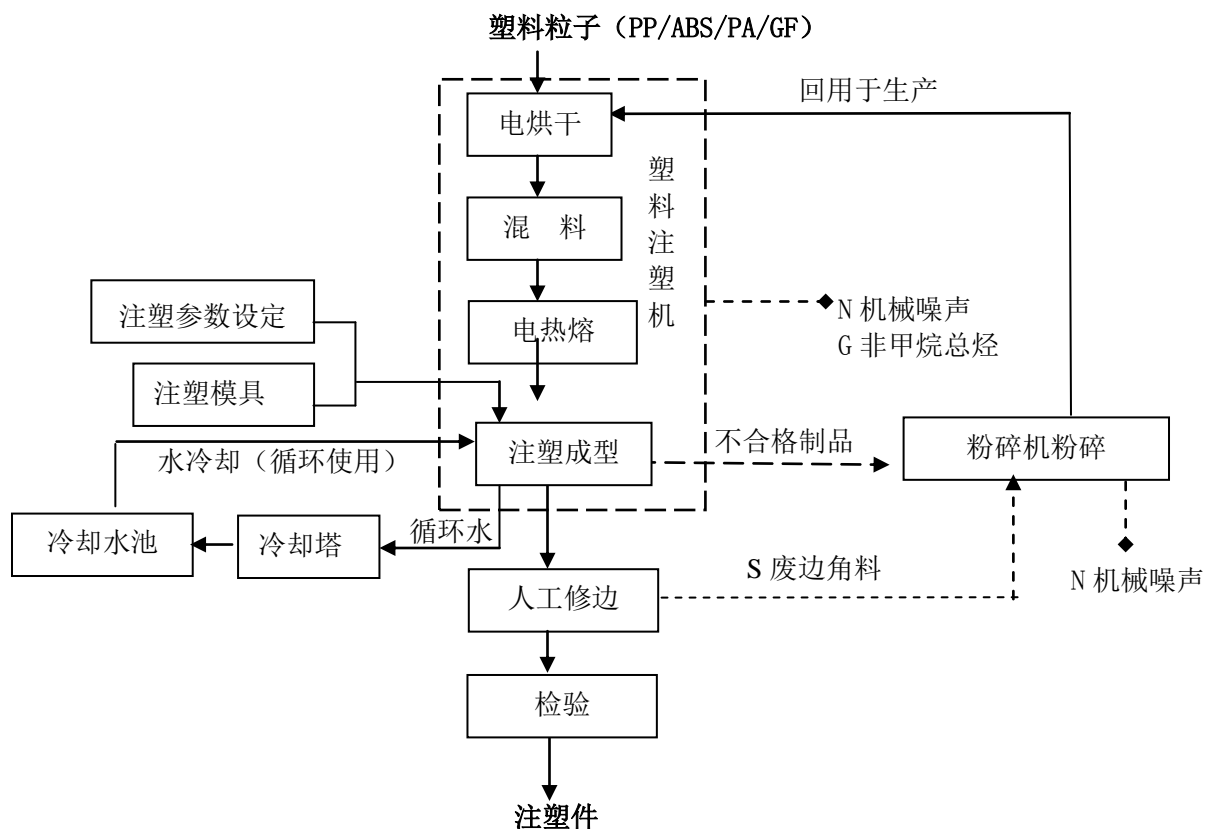 塑料粒子（PP/ABS/PA/GF）
回用于生产
电烘干
塑料注塑机
混　料
注塑参数设定
电热熔
N 机械噪声
G 非甲烷总烃
注塑模具
注塑成型
不合格制品
粉碎机粉碎
水冷却（循环使用）
冷却水池
冷却塔
循环水
S 废边角料
N 机械噪声
人工修边
检验
注塑件